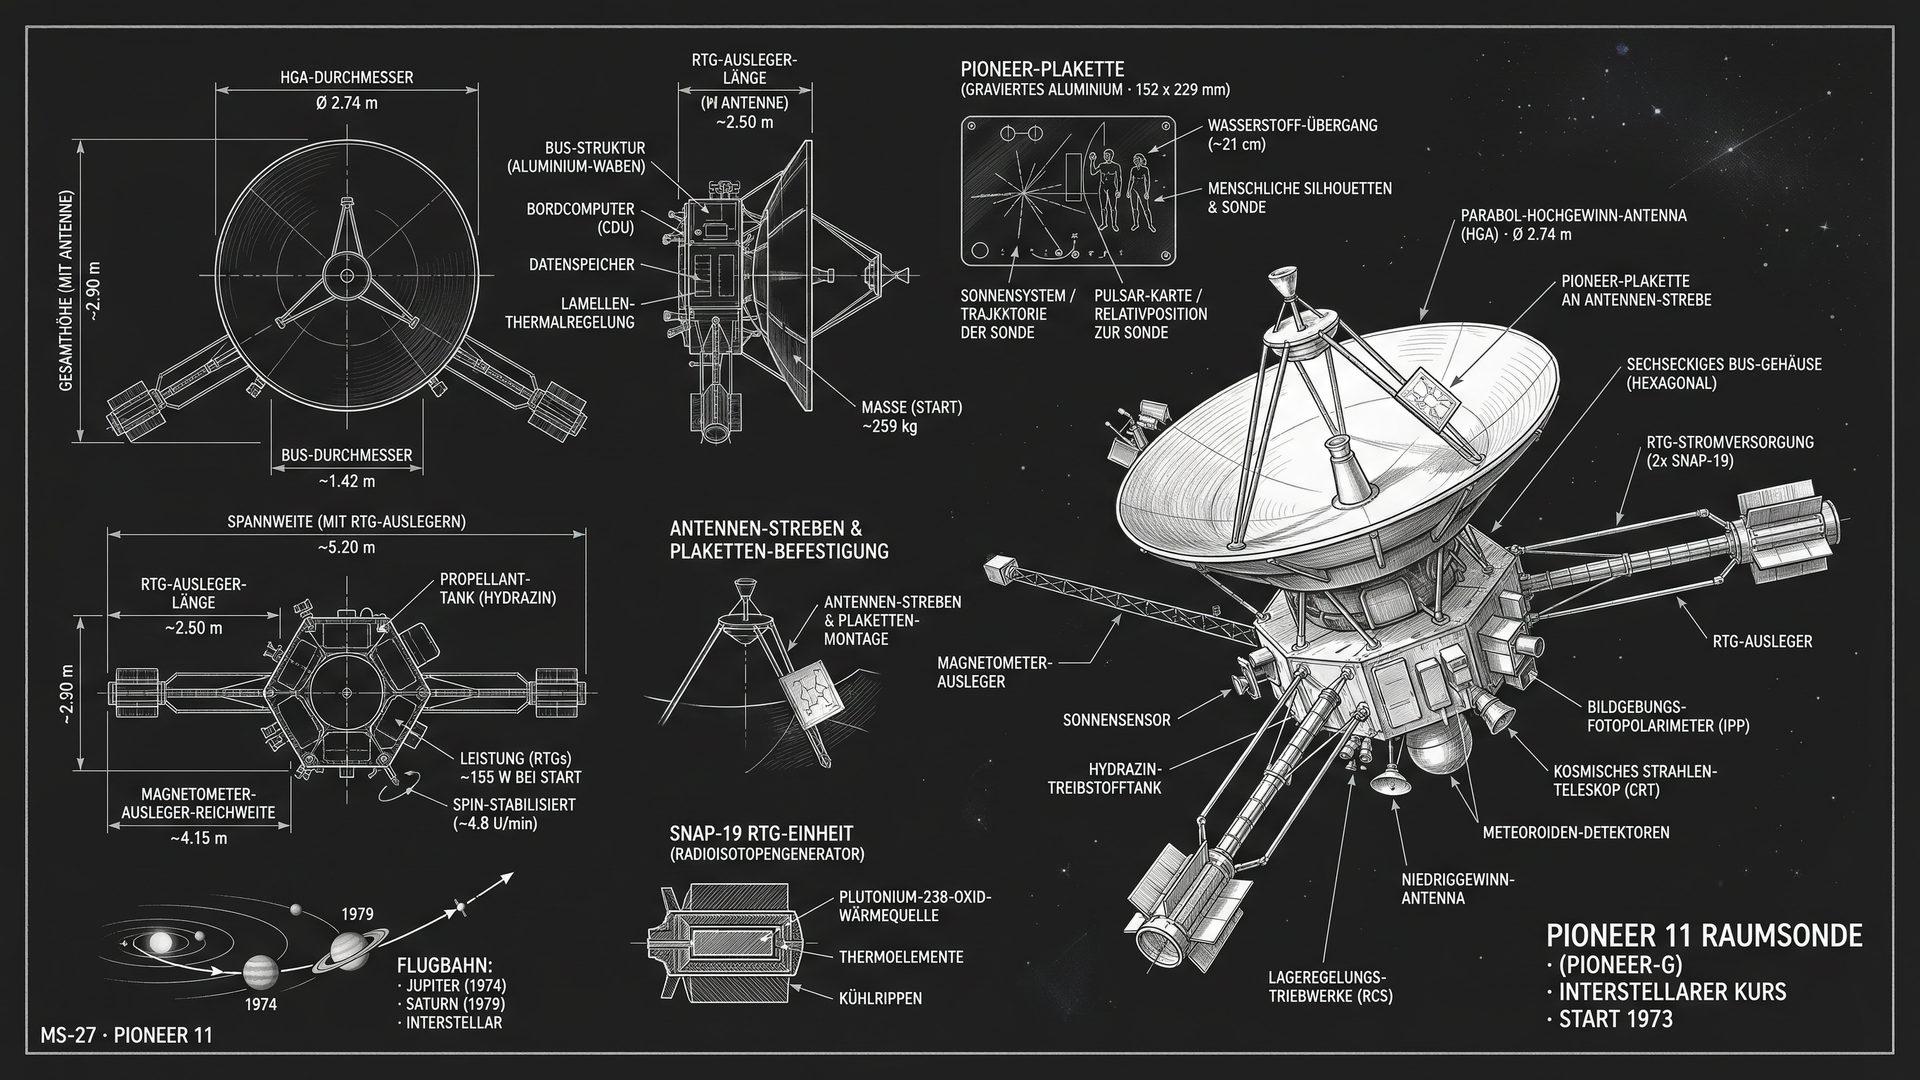 HGA-DURCHMESSER
Ø 2.74 m
GESAMTHÖHE (MIT ANTENNE)
~2.90 m
BUS-DURCHMESSER
~1.42 m
RTG-AUSLEGER-
LÄNGE
ANTENNE)
~2.50 m
BUS-STRUKTUR
(ALUMINIUM-WABEN)
BORDCOMPUTER
(CDU)
DATENSPEICHER
LAMELLEN-
THERMALREGELUNG
MASSE (START)
~259 kg
PIONEER-PLAKETTE
(GRAVIERTES ALUMINIUM · 152 x 229 mm)
WASSERSTOFF-ÜBERGANG
(~21 cm)
MENSCHLICHE SILHOUETTEN
& SONDE
SONNENSYSTEM /
TRAJKKTORIE
DER SONDE
PULSAR-KARTE /
RELATIVPOSITION
ZUR SONDE
PARABOL-HOCHGEWINN-ANTENNA
(HGA) · Ø 2.74 m
PIONEER-PLAKETTE
AN ANTENNEN-STREBE
SECHSECKIGES BUS-GEHÄUSE
(HEXAGONAL)
RTG-STROMVERSORGUNG
(2x SNAP-19)
RTG-AUSLEGER
BILDGEBUNGS-
FOTOPOLARIMETER (IPP)
KOSMISCHES STRAHLEN-
TELESKOP (CRT)
METEOROIDEN-DETEKTOREN
NIEDRIGGEWINN-
ANTENNA
LAGEREGELUNGS-
TRIEBWERKE (RCS)
HYDRAZIN-
TREIBSTOFFTANK
SONNENSENSOR
MAGNETOMETER-
AUSLEGER
SPANNWEITE (MIT RTG-AUSLEGERN)
~5.20 m
RTG-AUSLEGER-
LÄNGE
~2.50 m
PROPELLANT-
TANK (HYDRAZIN)
~2.90 m
LEISTUNG (RTGs)
~155 W BEI START
SPIN-STABILISIERT
(~4.8 U/min)
MAGNETOMETER-
AUSLEGER-REICHWEITE
~4.15 m
ANTENNEN-STREBEN &
PLAKETTEN-BEFESTIGUNG
ANTENNEN-STREBEN
& PLAKETTEN-
MONTAGE
SNAP-19 RTG-EINHEIT
(RADIOISOTOPENGENERATOR)
PLUTONIUM-238-OXID-
WÄRMEQUELLE
THERMOELEMENTE
KÜHLRIPPEN
1974
1979
FLUGBAHN:
· JUPITER (1974)
· SATURN (1979)
· INTERSTELLAR
MS-27 · PIONEER 11
PIONEER 11 RAUMSONDE
· (PIONEER-G)
· INTERSTELLARER KURS
· START 1973